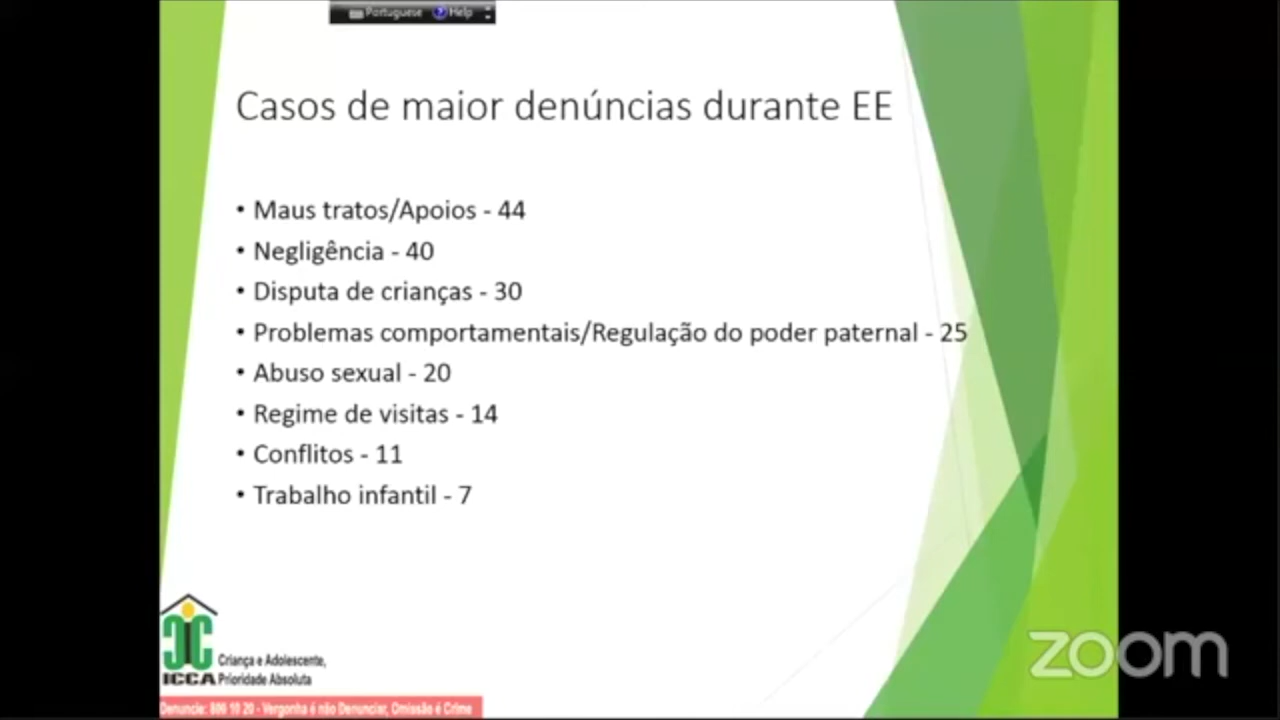 Portuguese Help
Casos de maior denúncias durante EE
• Maus tratos/Apoios - 44
• Negligência - 40
• Disputa de crianças - 30
• Problemas comportamentais/Regulação do poder paternal - 25
• Abuso sexual - 20
• Regime de visitas - 14
• Conflitos - 11
• Trabalho infantil - 7
ICCA
Criança e Adolescente,
Prioridade Absoluta
Denuncie: 800 10 20 - Vergonha é não Denunciar, Omissão é Crime
zoom